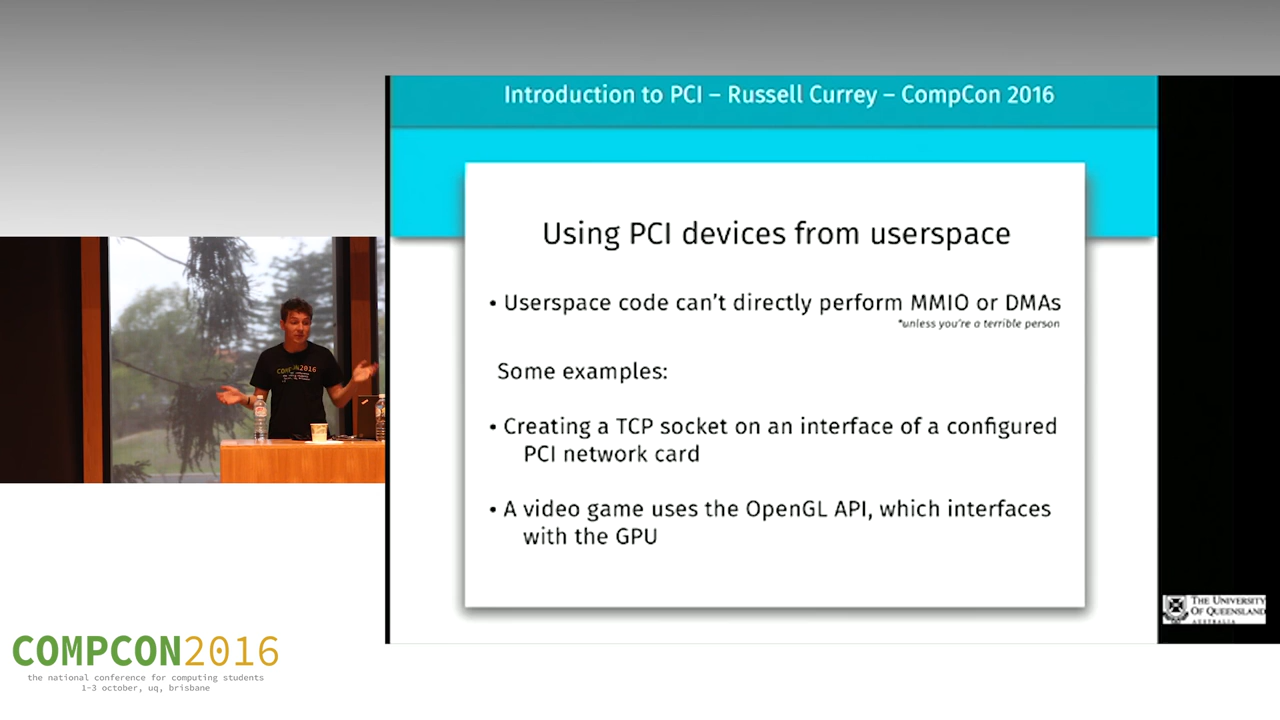 Introduction to PCI – Russell Currey – CompCon 2016
Using PCI devices from userspace
• Userspace code can't directly perform MMIO or DMAs
*unless you're a terrible person
Some examples:
• Creating a TCP socket on an interface of a configured
PCI network card
• A video game uses the OpenGL API, which interfaces
with the GPU
COMPCON2016
THE UNIVERSITY
OF QUEENSLAND
AUSTRALIA
COMPCON2016
the national conference for computing students
1-3 october, uq, brisbane